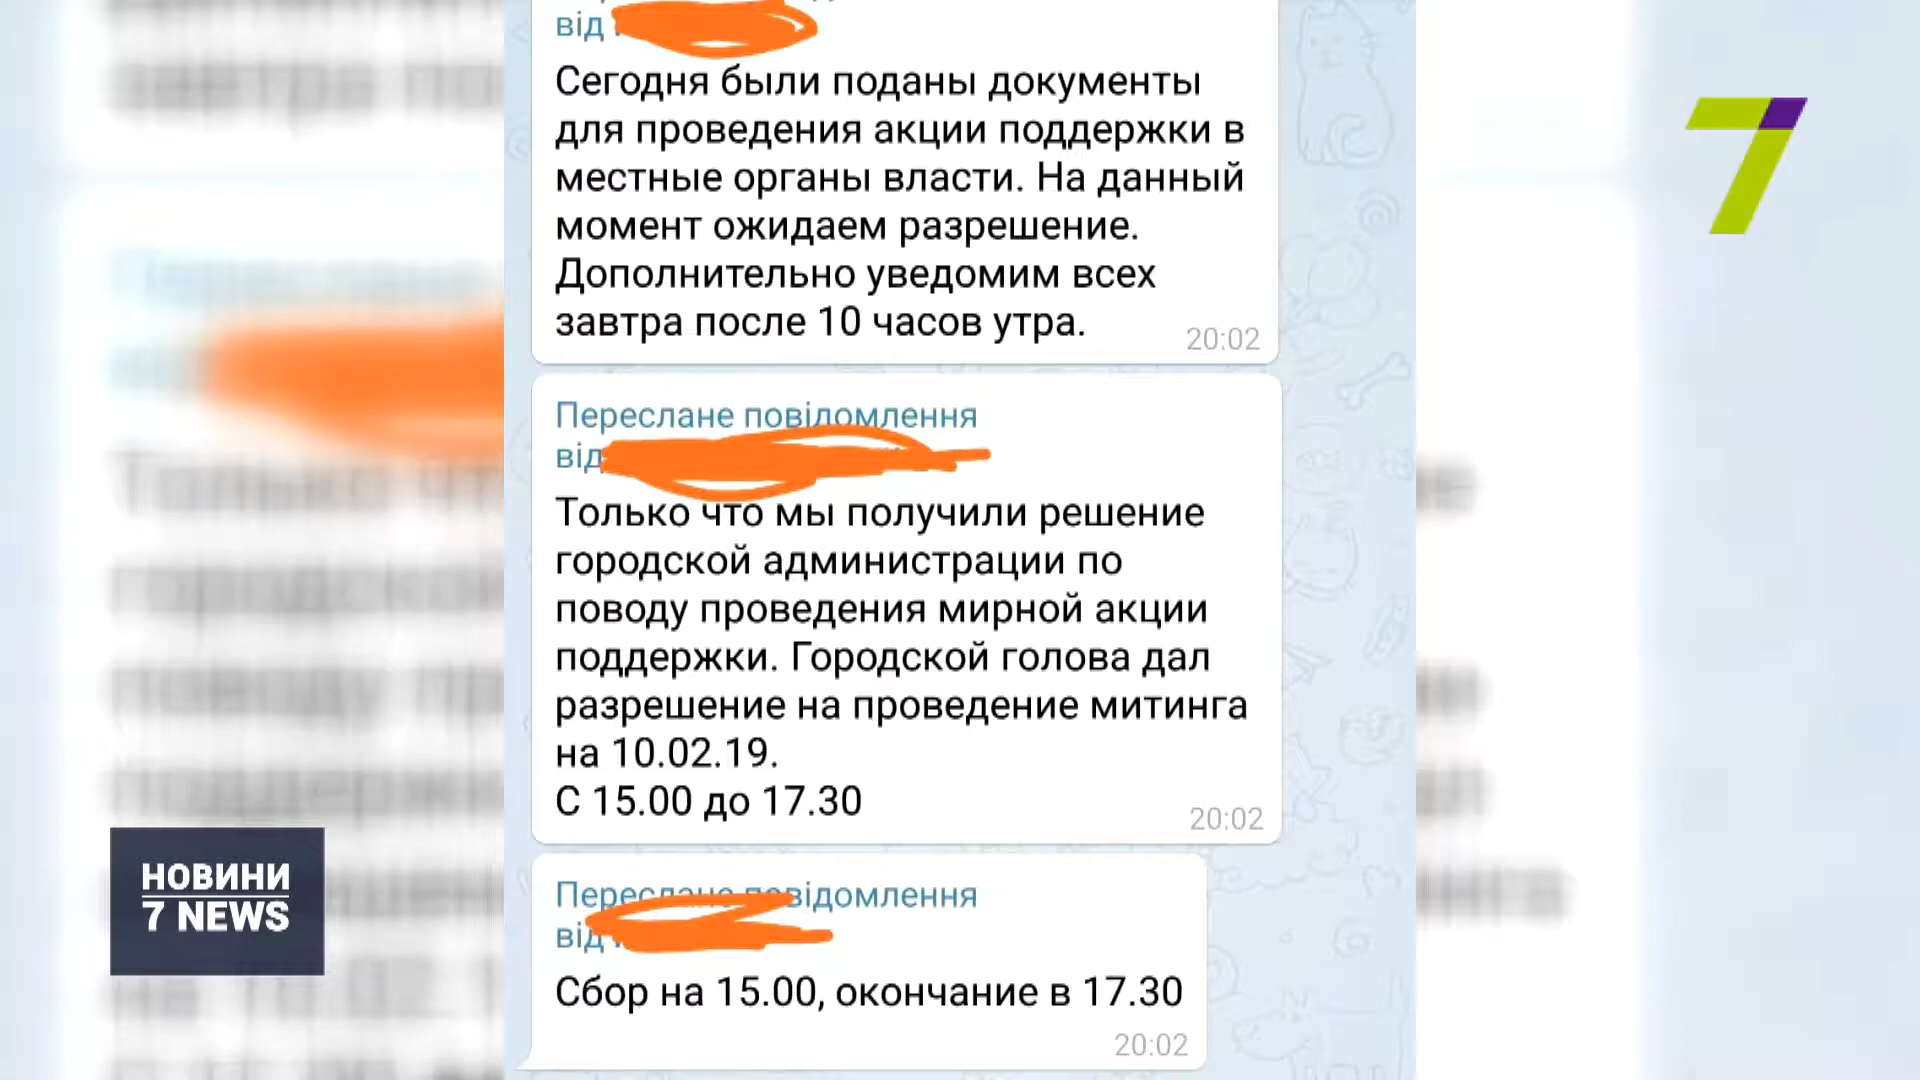 від
Сегодня были поданы документы
для проведения акции поддержки в
местные органы власти. На данный
момент ожидаем разрешение.
Дополнительно уведомим всех
завтра после 10 часов утра.
20:02
Переслане повідомлення
від
Только что мы получили решение
городской администрации по
поводу проведения мирной акции
поддержки. Городской голова дал
разрешение на проведение митинга
на 10.02.19.
С 15.00 до 17.30
20:02
Переслане повідомлення
від
Сбор на 15.00, окончание в 17.30
20:02
7
НОВИНИ
7 NEWS